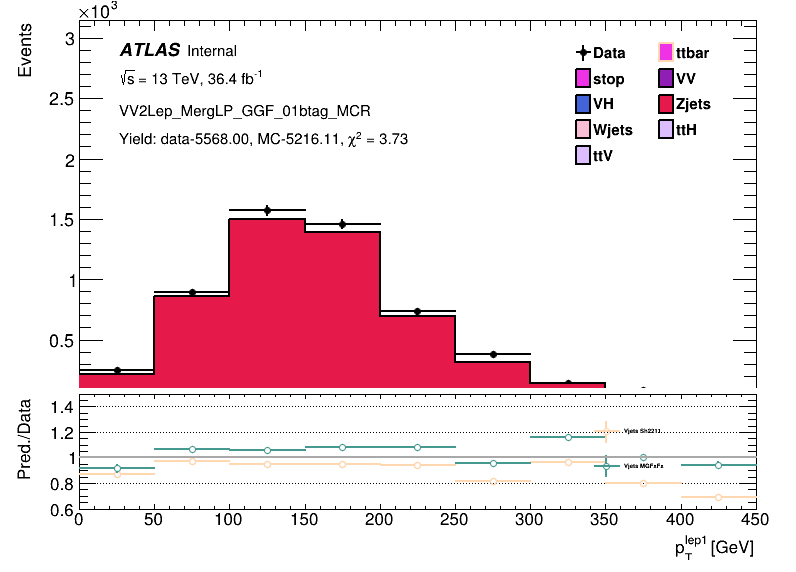 ×10³
Events
3
2.5
2
1.5
1
0.5
ATLAS Internal
√s = 13 TeV, 36.4 fb⁻¹
VV2Lep_MergLP_GGF_01btag_MCR
Yield: data-5568.00, MC-5216.11, χ² = 3.73
Data
ttbar
stop
VV
VH
Zjets
Wjets
ttH
ttV
Pred./Data
1.4
1.2
1
0.8
0.6
Vjets Sh2211
Vjets MGFxFx
0 50 100 150 200 250 300 350 400 450
p_T^lep1 [GeV]